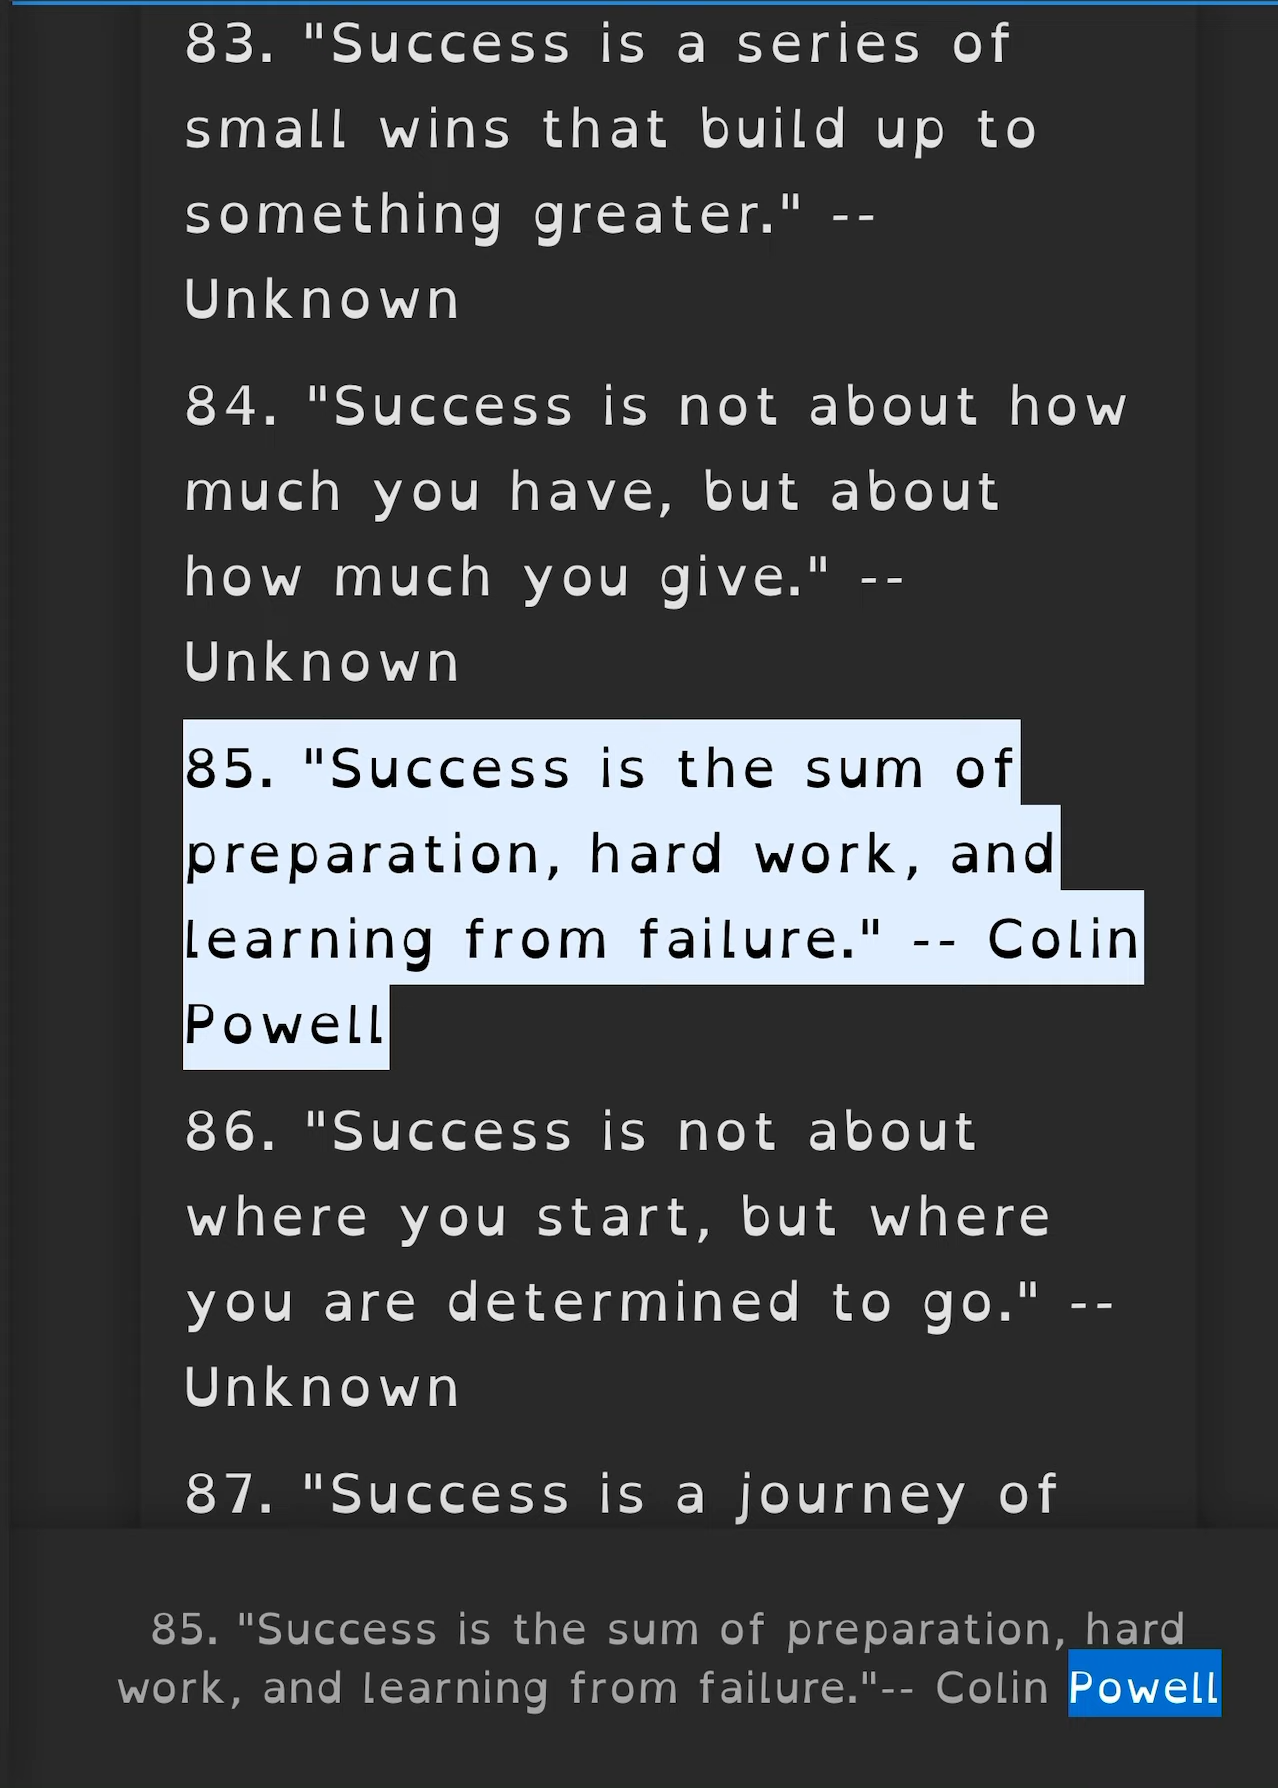 83. "Success is a series of
small wins that build up to
something greater." --
Unknown
84. "Success is not about how
much you have, but about
how much you give." --
Unknown
85. "Success is the sum of
preparation, hard work, and
learning from failure." -- Colin
Powell
86. "Success is not about
where you start, but where
you are determined to go." --
Unknown
87. "Success is a journey of
85. "Success is the sum of preparation, hard
work, and learning from failure."-- Colin Powell